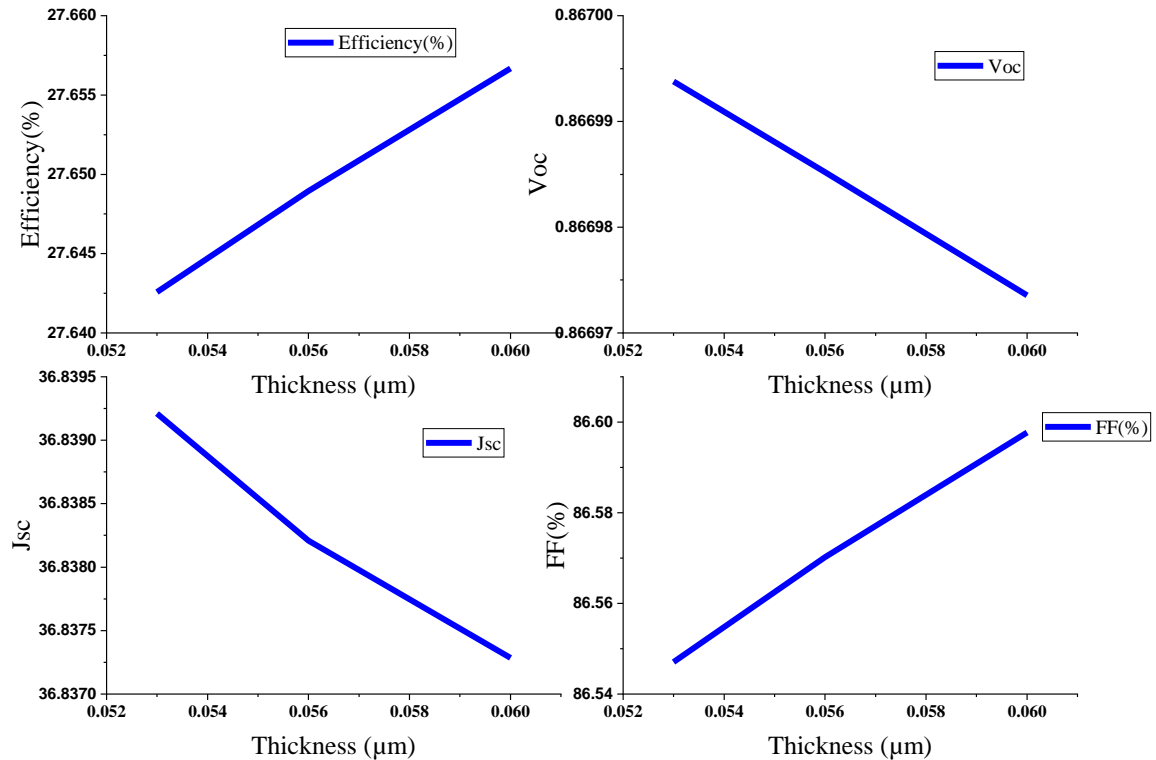 27.660
27.655
27.650
27.645
27.640
Efficiency(%)
Efficiency(%)
0.052 0.054 0.056 0.058 0.060
Thickness (µm)
0.86700
0.86699
0.86698
0.86697
Voc
Voc
0.052 0.054 0.056 0.058 0.060
Thickness (µm)
36.8395
36.8390
36.8385
36.8380
36.8375
36.8370
Jsc
Jsc
0.052 0.054 0.056 0.058 0.060
Thickness (µm)
86.60
86.58
86.56
86.54
FF(%)
FF(%)
0.052 0.054 0.056 0.058 0.060
Thickness (µm)